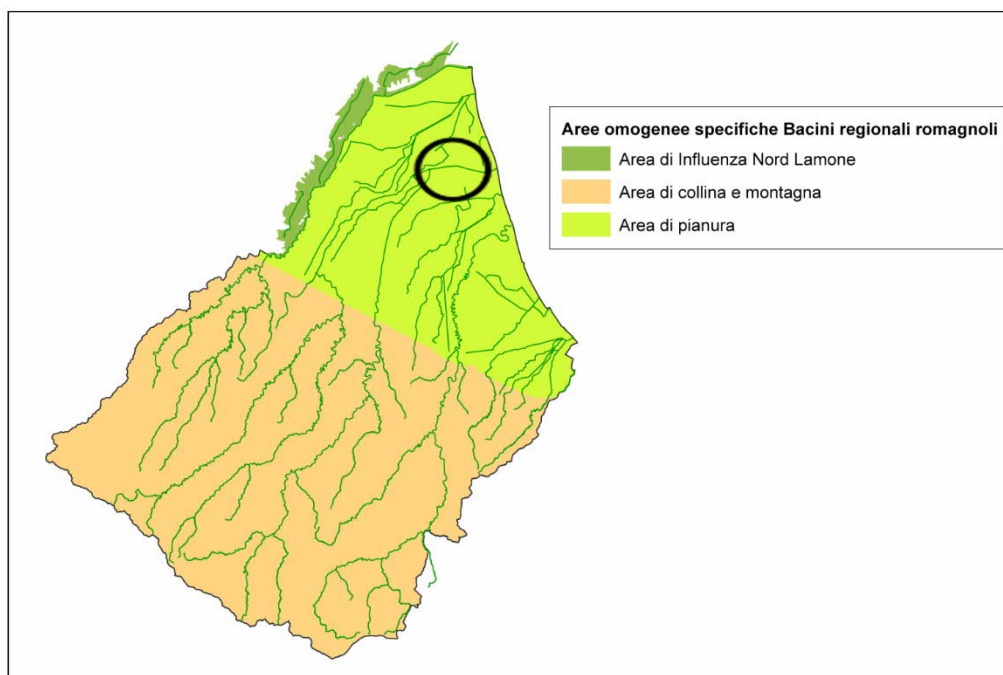 Aree omogenee specifiche Bacini regionali romagnoli
Area di Influenza Nord Lamone
Area di collina e montagna
Area di pianura